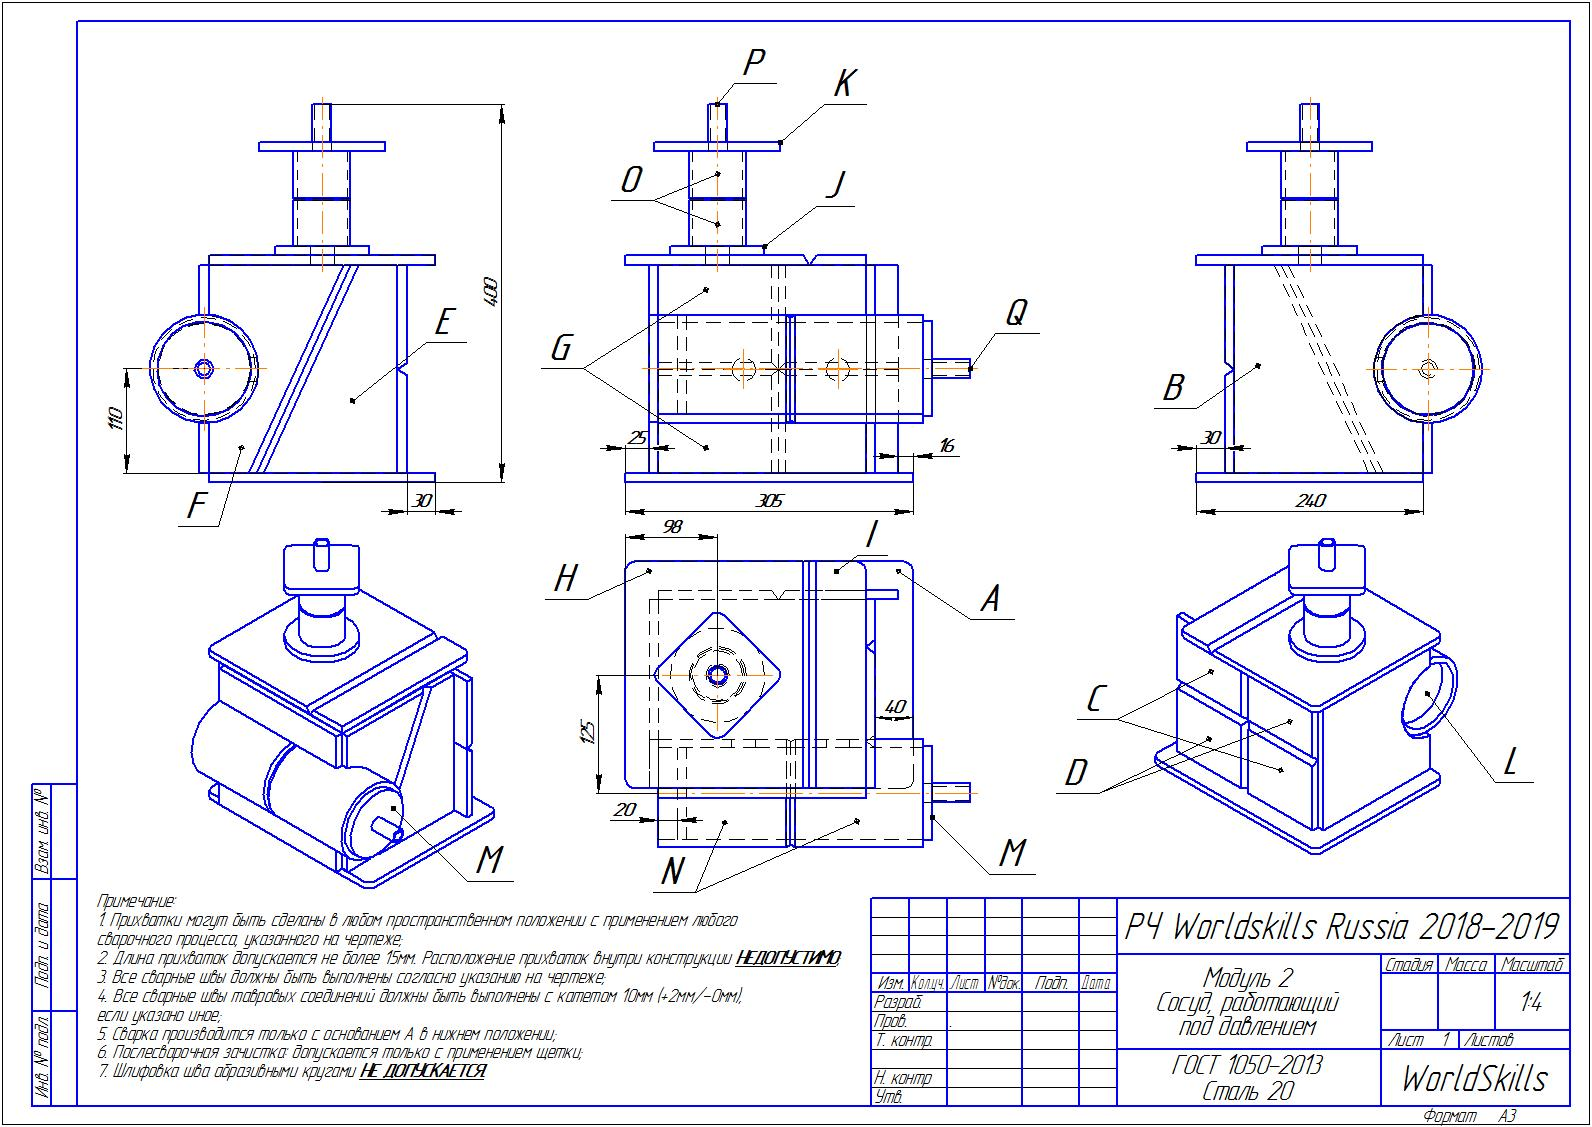 P
K
O
J
400
E
G
Q
B
110
25
16
30
F
30
305
240
98
I
H
A
125
40
C
D
L
20
M
N
M
Примечание:
1. Прихватки могут быть сделаны в любом пространственном положении с применением любого
сварочного процесса, указанного на чертеже;
2. Длина прихваток допускается не более 15мм. Расположение прихваток внутри конструкции НЕДОПУСТИМО;
3. Все сварные швы должны быть выполнены согласно указанию на чертеже;
4. Все сварные швы тавровых соединений должны быть выполнены с катетом 10мм (+2мм/-0мм),
если указано иное;
5. Сварка производится только с основанием А в нижнем положении;
6. Послесварочная зачистка: допускается только с применением щетки;
7. Шлифовка шва абразивными кругами НЕ ДОПУСКАЕТСЯ.
Взам. инв. №
Подп. и дата
Инв. № подл.
РЧ Worldskills Russia 2018-2019
Изм. Кол.уч. Лист №док. Подп. Дата
Разраб.
Пров.
Т. контр.
Н. контр
Утв.
Модуль 2
Сосуд, работающий
под давлением
Стадия Масса Масштаб
1:4
Лист 1 Листов
ГОСТ 1050-2013
Сталь 20
WorldSkills
Формат А3